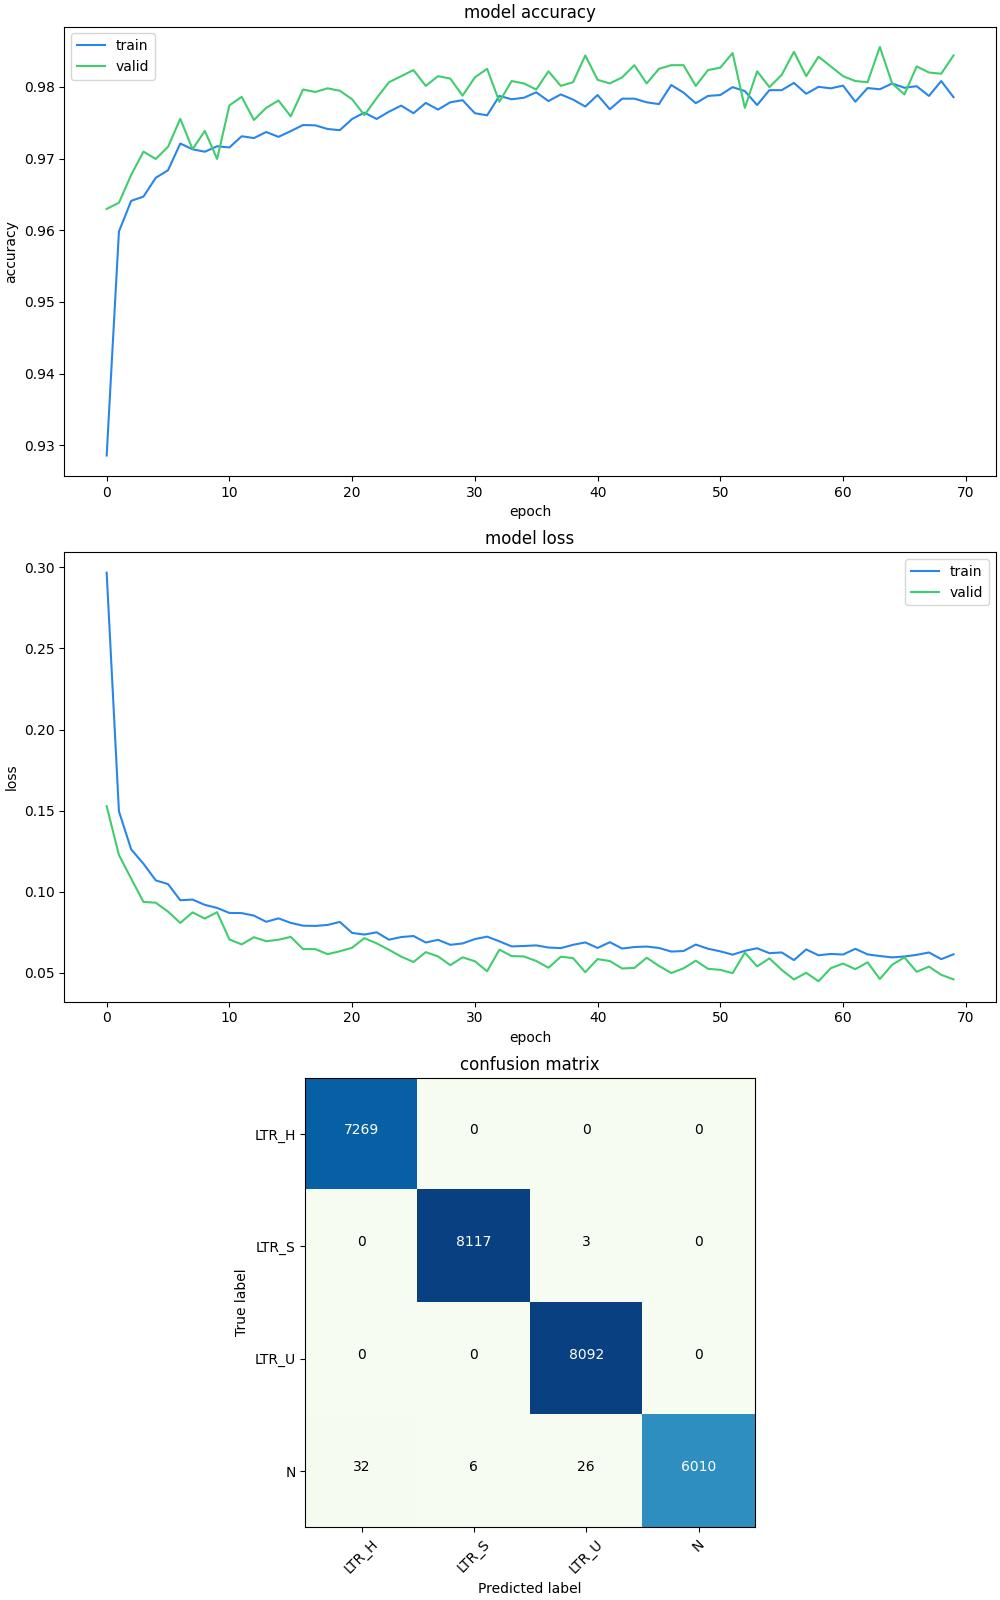 model accuracy
train
valid
0.98
0.97
0.96
0.95
0.94
0.93
accuracy
0 10 20 30 40 50 60 70
epoch
model loss
train
valid
0.30
0.25
0.20
0.15
0.10
0.05
loss
0 10 20 30 40 50 60 70
epoch
confusion matrix
LTR_H 7269 0 0 0
LTR_S 0 8117 3 0
LTR_U 0 0 8092 0
N 32 6 26 6010
True label
LTR_H LTR_S LTR_U N
Predicted label